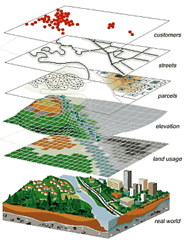 customers
streets
parcels
elevation
land usage
real world